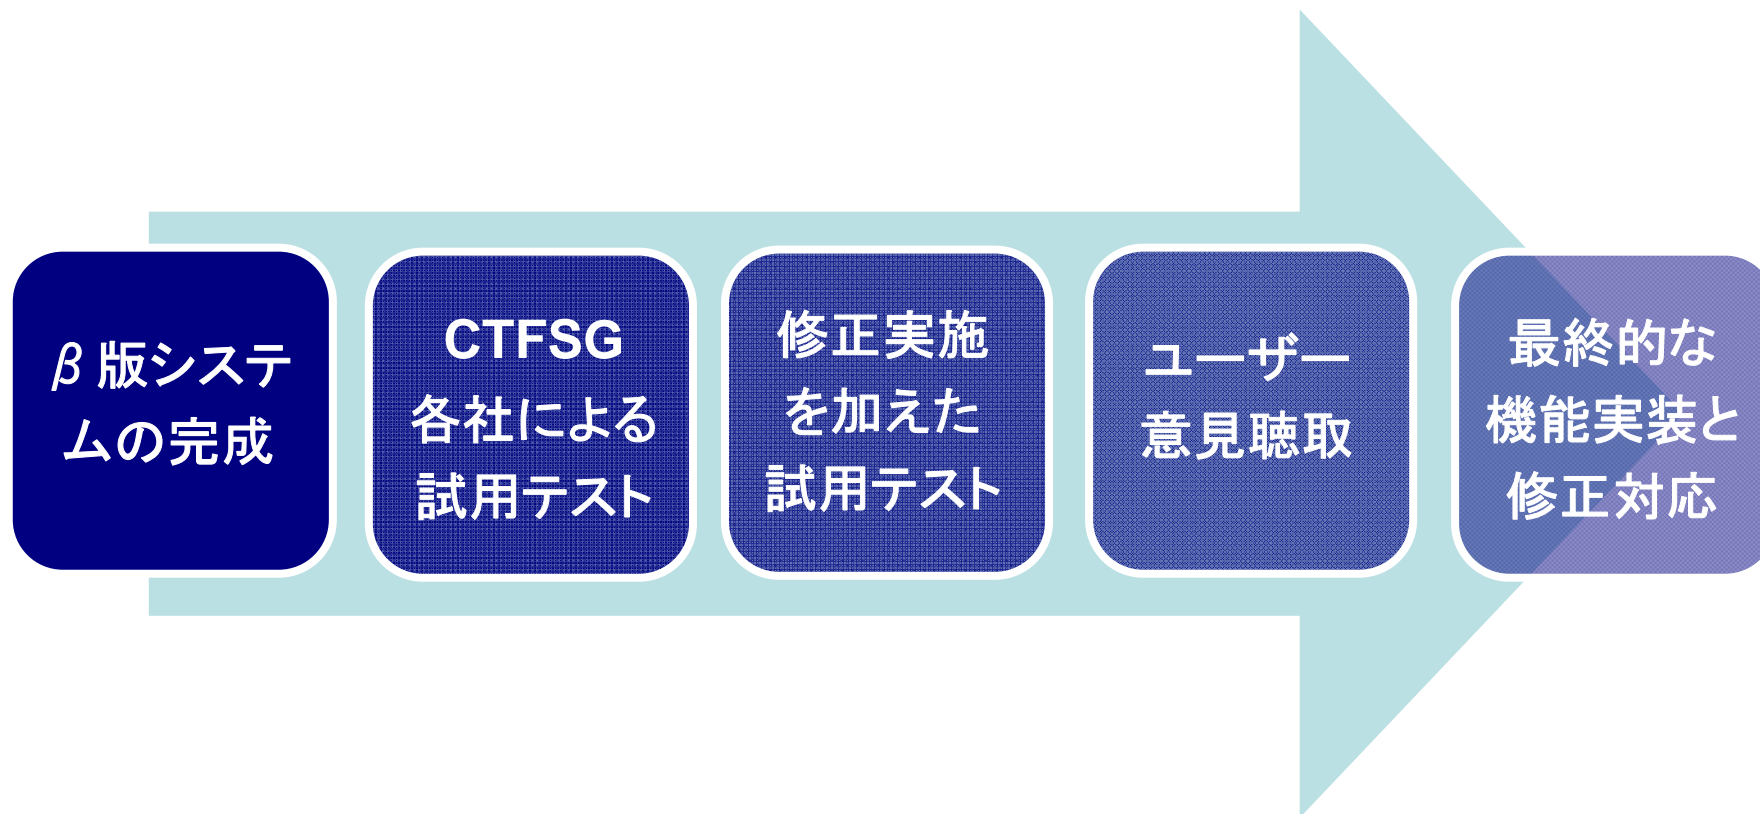 β版システ
ムの完成
CTFSG
各社による
試用テスト
修正実施
を加えた
試用テスト
ユーザー
意見聴取
最終的な
機能実装と
修正対応